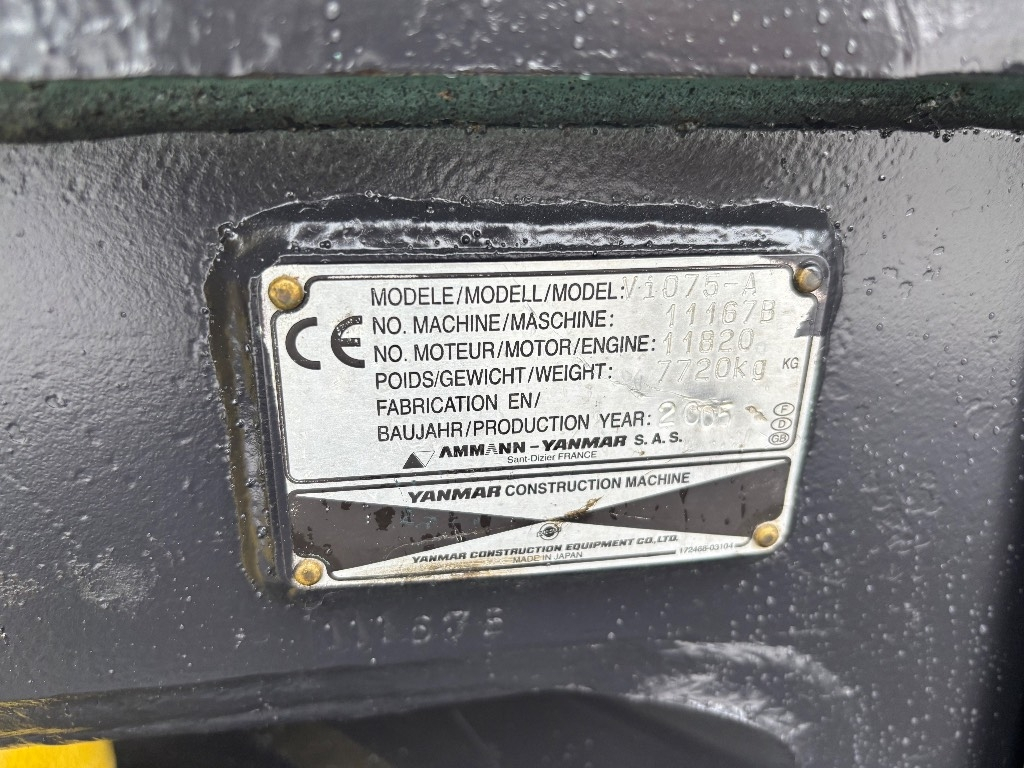 CE
MODELE/MODELL/MODEL: Vi075-A
NO. MACHINE/MASCHINE: 11167B
NO. MOTEUR/MOTOR/ENGINE: 11820
POIDS/GEWICHT/WEIGHT: 7720kg KG
FABRICATION EN/
BAUJAHR/PRODUCTION YEAR: 2005
F
D
GB
AMMANN-YANMAR S.A.S.
Sant-Dizier FRANCE
YANMAR CONSTRUCTION MACHINE
YANMAR CONSTRUCTION EQUIPMENT CO.,LTD.
MADE IN JAPAN
172488-03104